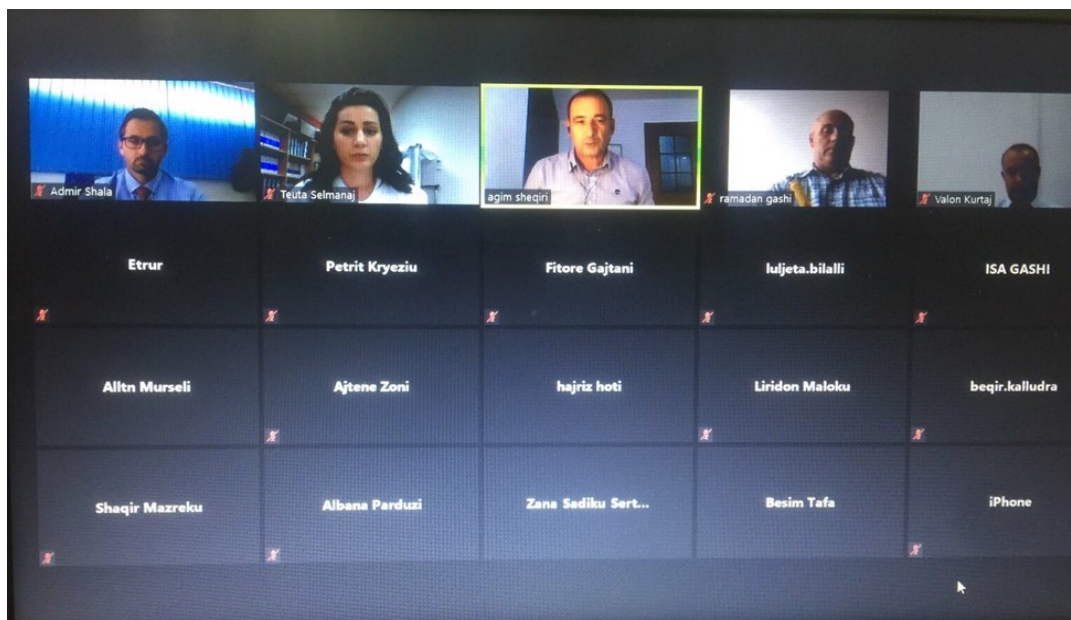 Admir Shala
Teuta Selmanaj
agim sheqiri
ramadan gashi
Valon Kurtaj
Etrur
Petrit Kryeziu
Fitore Gajtani
luljeta.bilalli
ISA GASHI
Alltn Murseli
Ajtene Zoni
hajriz hoti
Liridon Maloku
beqir.kalludra
Shaqir Mazreku
Albana Parduzi
Zana Sadiku Sert...
Besim Tafa
iPhone